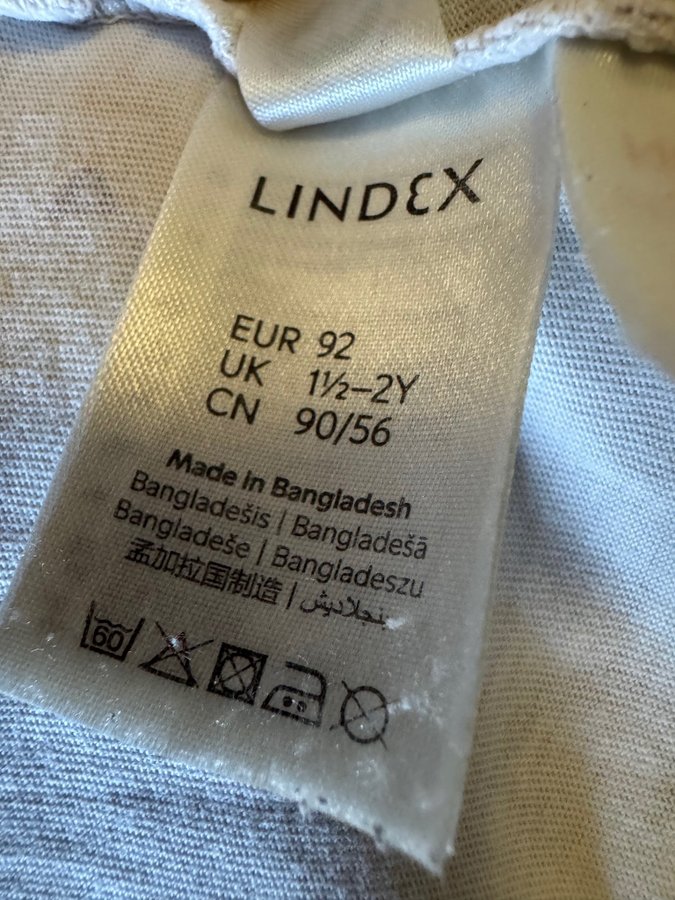 LINDEX
EUR 92
UK 1½–2Y
CN 90/56
Made in Bangladesh
Bangladešis | Bangladešā
Bangladeše | Bangladeszu
孟加拉国制造 | بنجلاديش
60